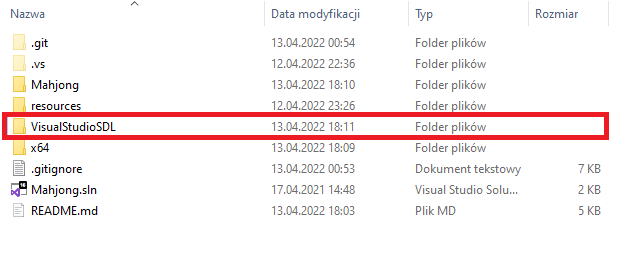 Nazwa Data modyfikacji Typ Rozmiar
.git 13.04.2022 00:54 Folder plików
.vs 12.04.2022 22:36 Folder plików
Mahjong 13.04.2022 18:10 Folder plików
resources 12.04.2022 23:26 Folder plików
VisualStudioSDL 13.04.2022 18:11 Folder plików
x64 13.04.2022 18:09 Folder plików
.gitignore 13.04.2022 00:53 Dokument tekstowy 7 KB
Mahjong.sln 17.04.2021 14:48 Visual Studio Solu... 2 KB
README.md 13.04.2022 18:03 Plik MD 5 KB